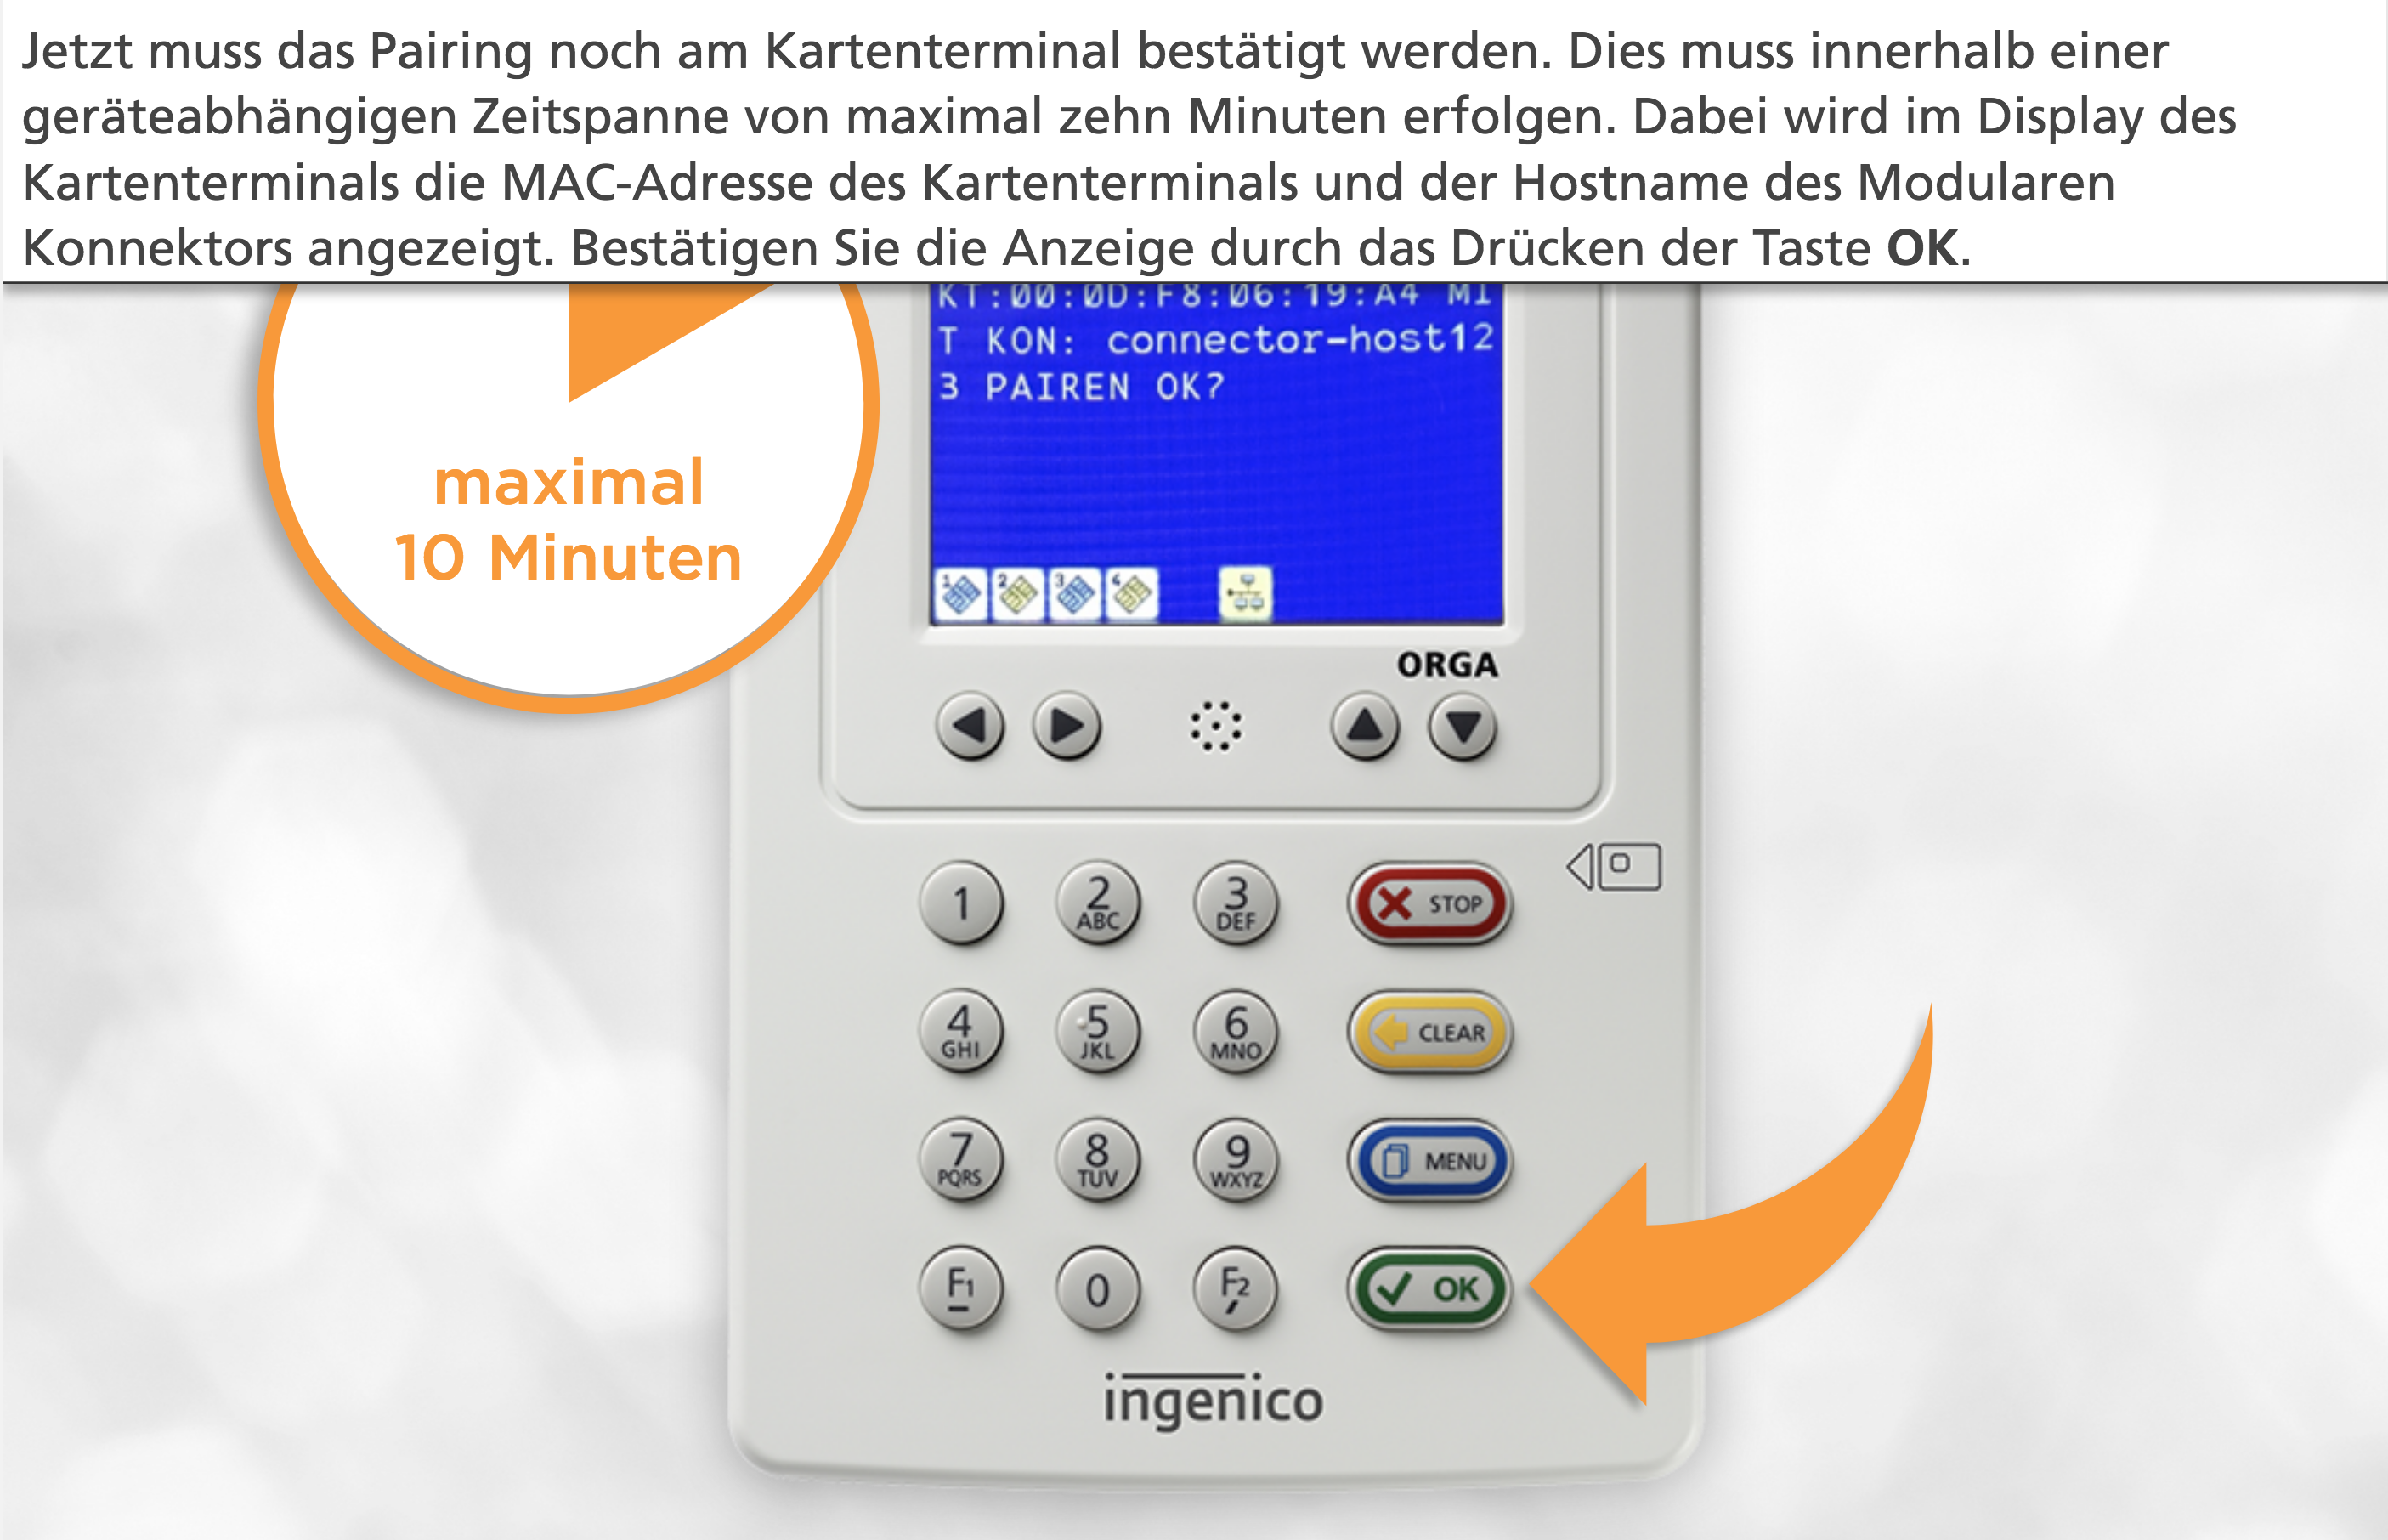 Jetzt muss das Pairing noch am Kartenterminal bestätigt werden. Dies muss innerhalb einer
geräteabhängigen Zeitspanne von maximal zehn Minuten erfolgen. Dabei wird im Display des
Kartenterminals die MAC-Adresse des Kartenterminals und der Hostname des Modularen
Konnektors angezeigt. Bestätigen Sie die Anzeige durch das Drücken der Taste OK.
KT:00:0D:F8:06:19:A4 MI
T KON: connector-host12
3 PAIREN OK?
maximal
10 Minuten
1 2 3 4
ORGA
1 2 3 STOP
ABC DEF
4 5 6 CLEAR
GHI JKL MNO
7 8 9 MENU
PQRS TUV WXYZ
F1 0 F2 OK
ingenico